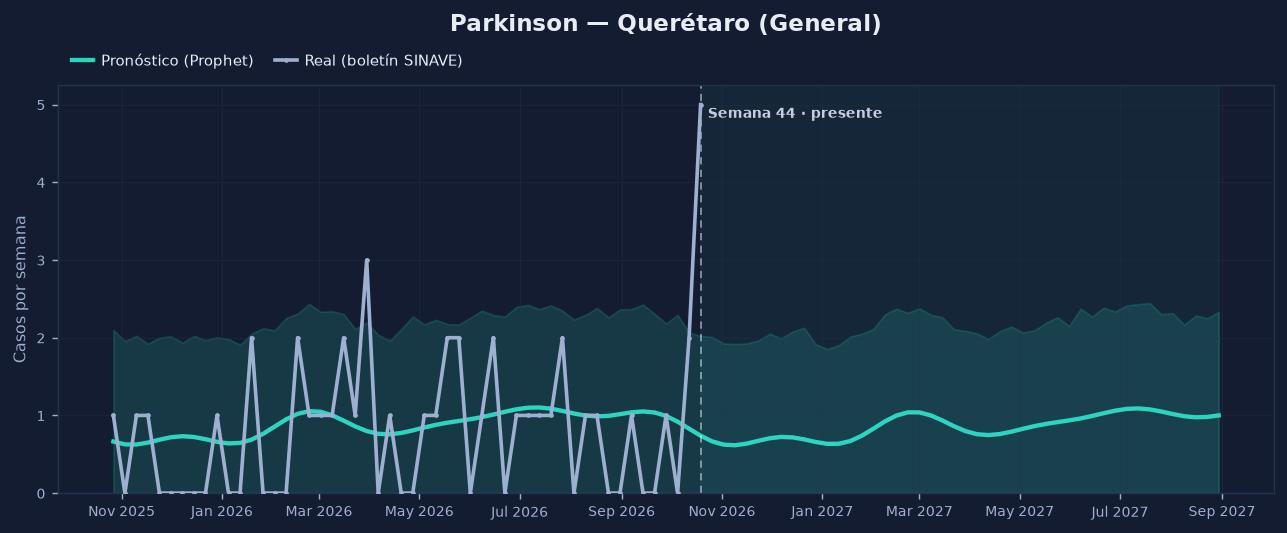 Parkinson — Querétaro (General)
Pronóstico (Prophet)
Real (boletín SINAVE)
Casos por semana
5
4
3
2
1
0
Semana 44 · presente
Nov 2025
Jan 2026
Mar 2026
May 2026
Jul 2026
Sep 2026
Nov 2026
Jan 2027
Mar 2027
May 2027
Jul 2027
Sep 2027